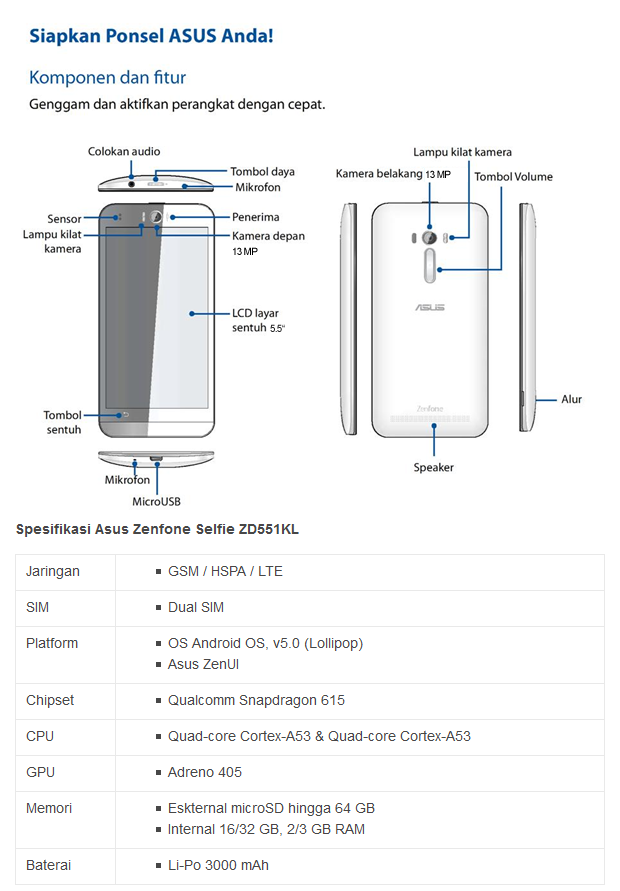 Siapkan Ponsel ASUS Anda!
Komponen dan fitur
Genggam dan aktifkan perangkat dengan cepat.
Colokan audio
Tombol daya
Mikrofon
Sensor
Lampu kilat
kamera
Penerima
Kamera depan
13 MP
LCD layar
sentuh 5.5"
Tombol
sentuh
Mikrofon
MicroUSB
Lampu kilat kamera
Kamera belakang 13 MP
Tombol Volume
ASUS
Zenfone
Alur
Speaker
Spesifikasi Asus Zenfone Selfie ZD551KL
Jaringan
▪ GSM / HSPA / LTE
SIM
▪ Dual SIM
Platform
▪ OS Android OS, v5.0 (Lollipop)
▪ Asus ZenUI
Chipset
▪ Qualcomm Snapdragon 615
CPU
▪ Quad-core Cortex-A53 & Quad-core Cortex-A53
GPU
▪ Adreno 405
Memori
▪ Eskternal microSD hingga 64 GB
▪ Internal 16/32 GB, 2/3 GB RAM
Baterai
▪ Li-Po 3000 mAh